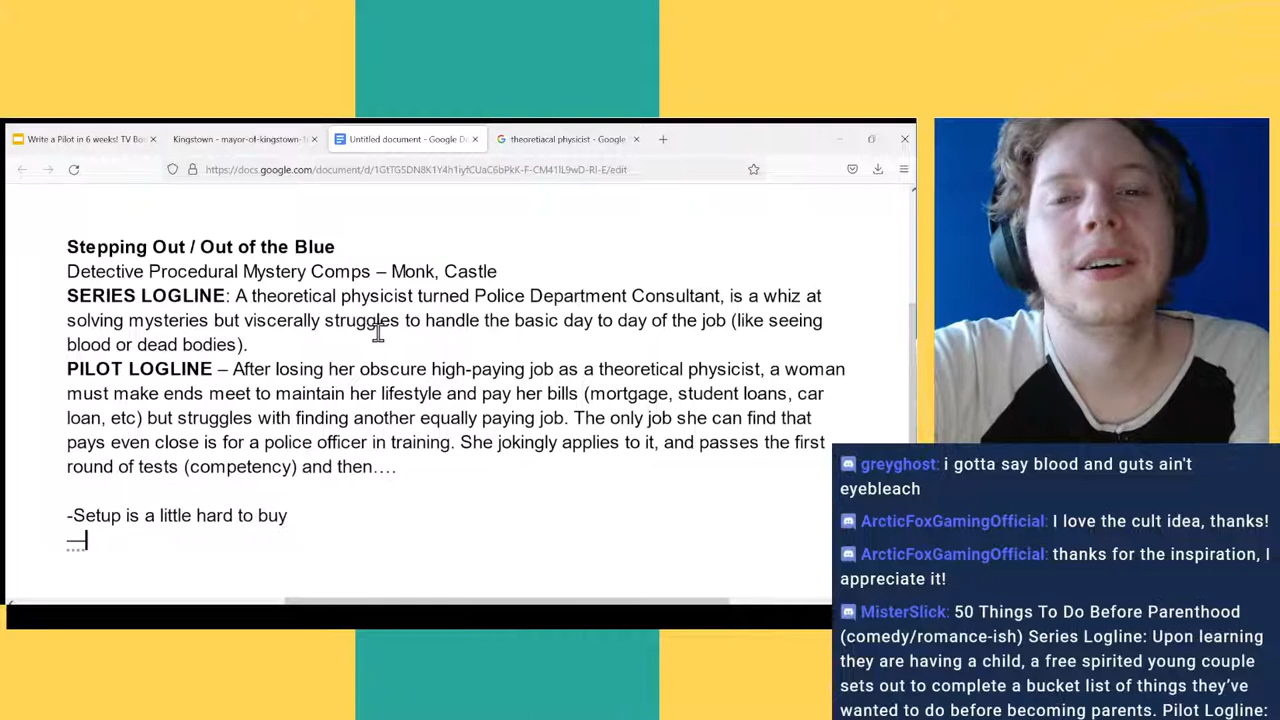 Write a Pilot in 6 weeks! TV Bo
Kingstown - mayor-of-kingstown-1
Untitled document - Google D
theoretiacal physicist - Google
https://docs.google.com/document/d/1GtTG5DN8K1Y4h1iyfCUaC6bPkK-F-CM41lL9wD-RI-E/edit
Stepping Out / Out of the Blue
Detective Procedural Mystery Comps – Monk, Castle
SERIES LOGLINE: A theoretical physicist turned Police Department Consultant, is a whiz at
solving mysteries but viscerally struggles to handle the basic day to day of the job (like seeing
blood or dead bodies).
PILOT LOGLINE – After losing her obscure high-paying job as a theoretical physicist, a woman
must make ends meet to maintain her lifestyle and pay her bills (mortgage, student loans, car
loan, etc) but struggles with finding another equally paying job. The only job she can find that
pays even close is for a police officer in training. She jokingly applies to it, and passes the first
round of tests (competency) and then….
-Setup is a little hard to buy
—
greyghost: i gotta say blood and guts ain't
eyebleach
ArcticFoxGamingOfficial: I love the cult idea, thanks!
ArcticFoxGamingOfficial: thanks for the inspiration, I
appreciate it!
MisterSlick: 50 Things To Do Before Parenthood
(comedy/romance-ish) Series Logline: Upon learning
they are having a child, a free spirited young couple
sets out to complete a bucket list of things they've
wanted to do before becoming parents. Pilot Logline: